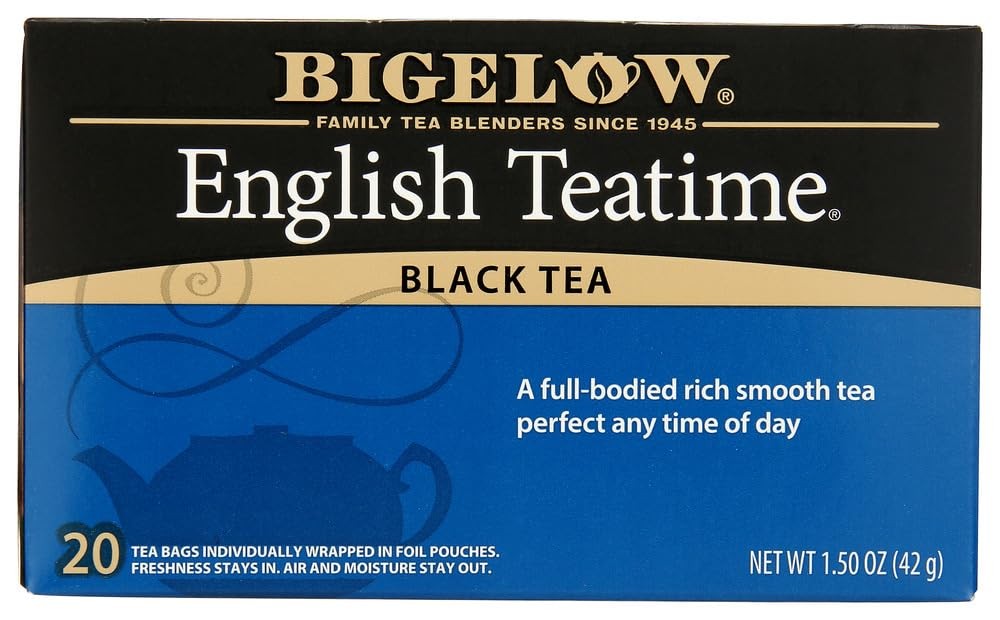 BIGELOW®
FAMILY TEA BLENDERS SINCE 1945
English Teatime®
BLACK TEA
A full-bodied rich smooth tea
perfect any time of day
20 TEA BAGS INDIVIDUALLY WRAPPED IN FOIL POUCHES.
FRESHNESS STAYS IN. AIR AND MOISTURE STAY OUT.
NET WT 1.50 OZ (42 g)